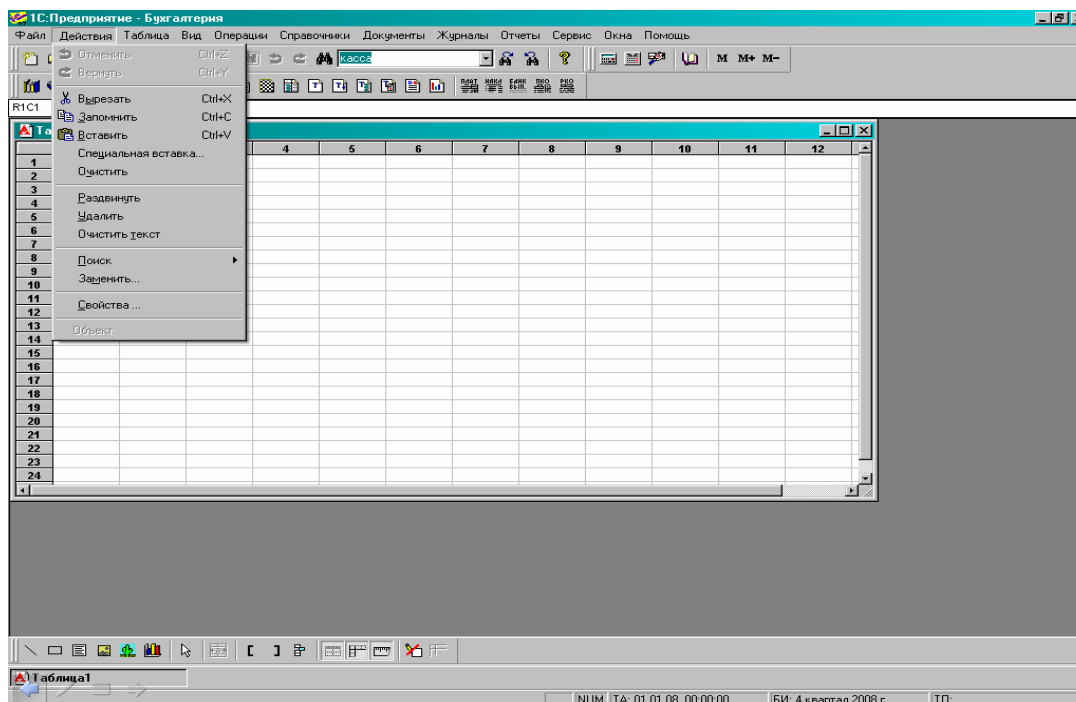 1С:Предприятие - Бухгалтерия
Файл Действия Таблица Вид Операции Справочники Документы Журналы Отчеты Сервис Окна Помощь
Отменить Ctrl+Z
касса
M M+ M-
Вернуть Ctrl+Y
Вырезать Ctrl+X
Запомнить Ctrl+C
Вставить Ctrl+V
Специальная вставка...
Очистить
Раздвинуть
Удалить
Очистить текст
Поиск
Заменить...
Свойства ...
Объект
R1C1
Та
4 5 6 7 8 9 10 11 12
1
2
3
4
5
6
7
8
9
10
11
12
13
14
15
16
17
18
19
20
21
22
23
24
Таблица1
NUM ТА: 01.01.08 00:00:00 БИ: 4 квартал 2008 г. ТП: